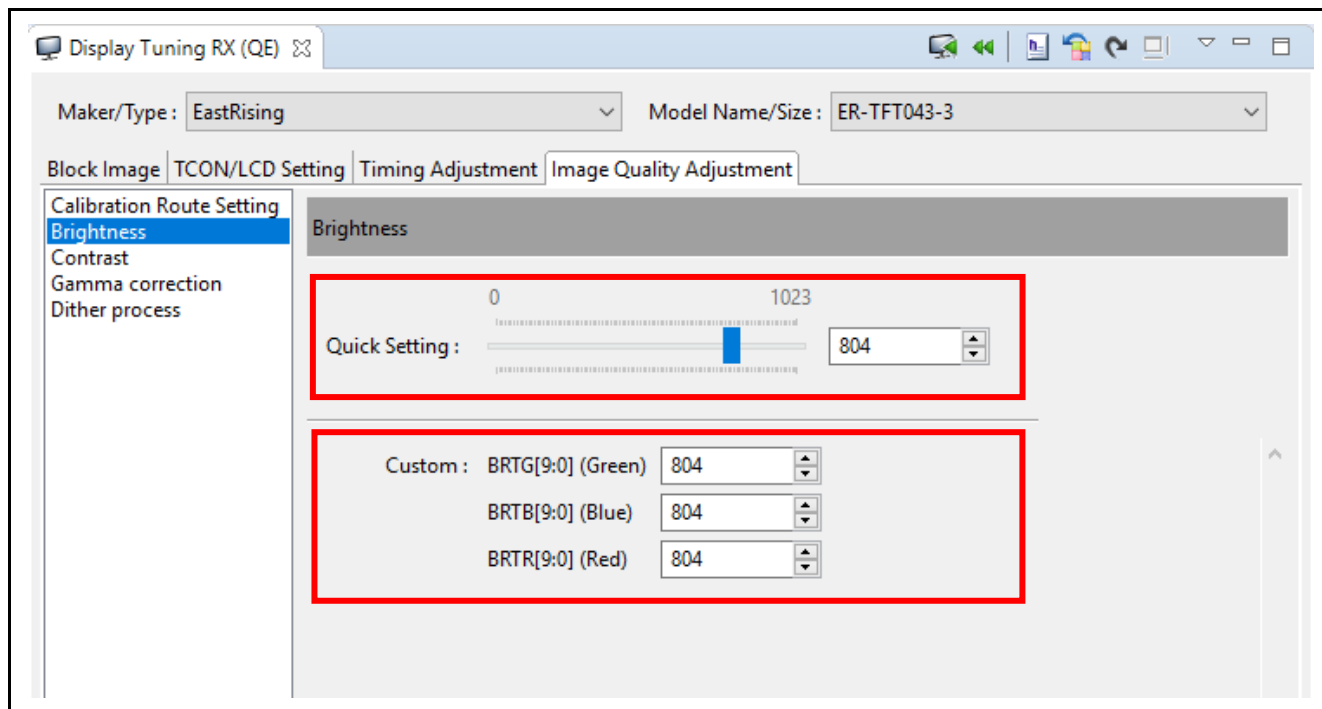 Display Tuning RX (QE)
Maker/Type : EastRising Model Name/Size : ER-TFT043-3
Block Image TCON/LCD Setting Timing Adjustment Image Quality Adjustment
Calibration Route Setting
Brightness
Contrast
Gamma correction
Dither process
Brightness
0 1023
Quick Setting : 804
Custom : BRTG[9:0] (Green) 804
BRTB[9:0] (Blue) 804
BRTR[9:0] (Red) 804